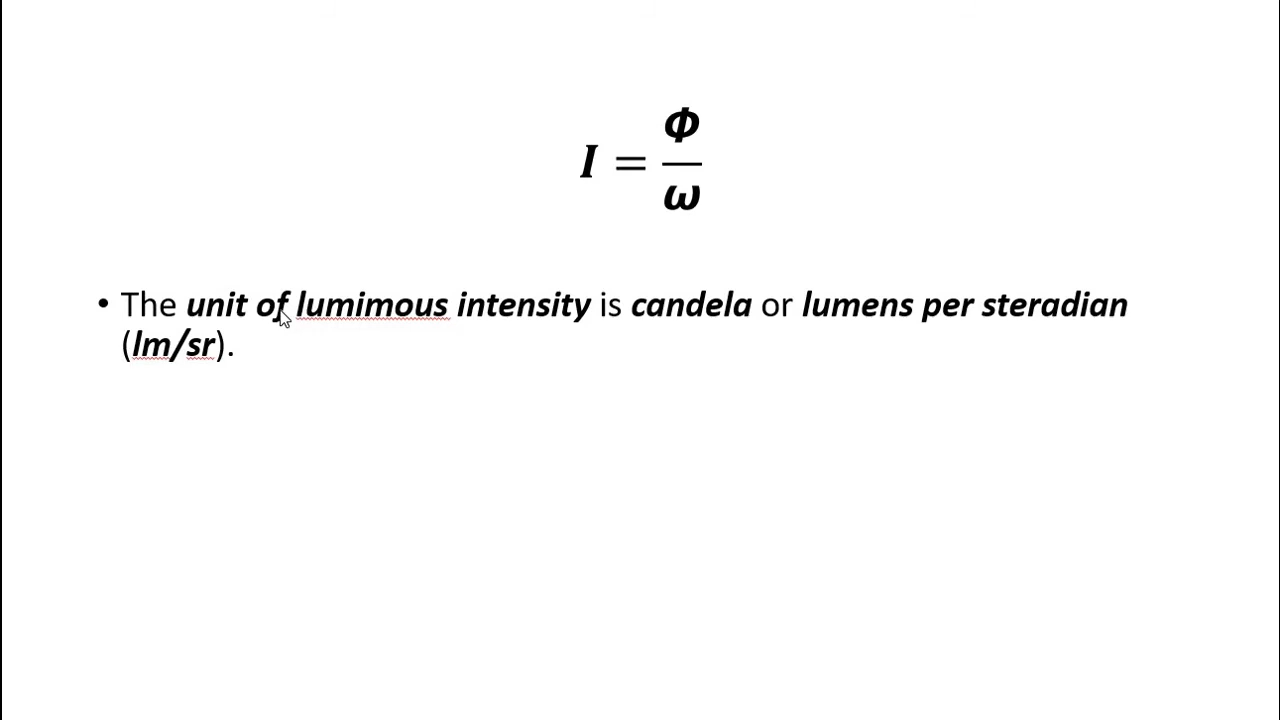 I = Φ/ω
• The unit of lumimous intensity is candela or lumens per steradian
(lm/sr).